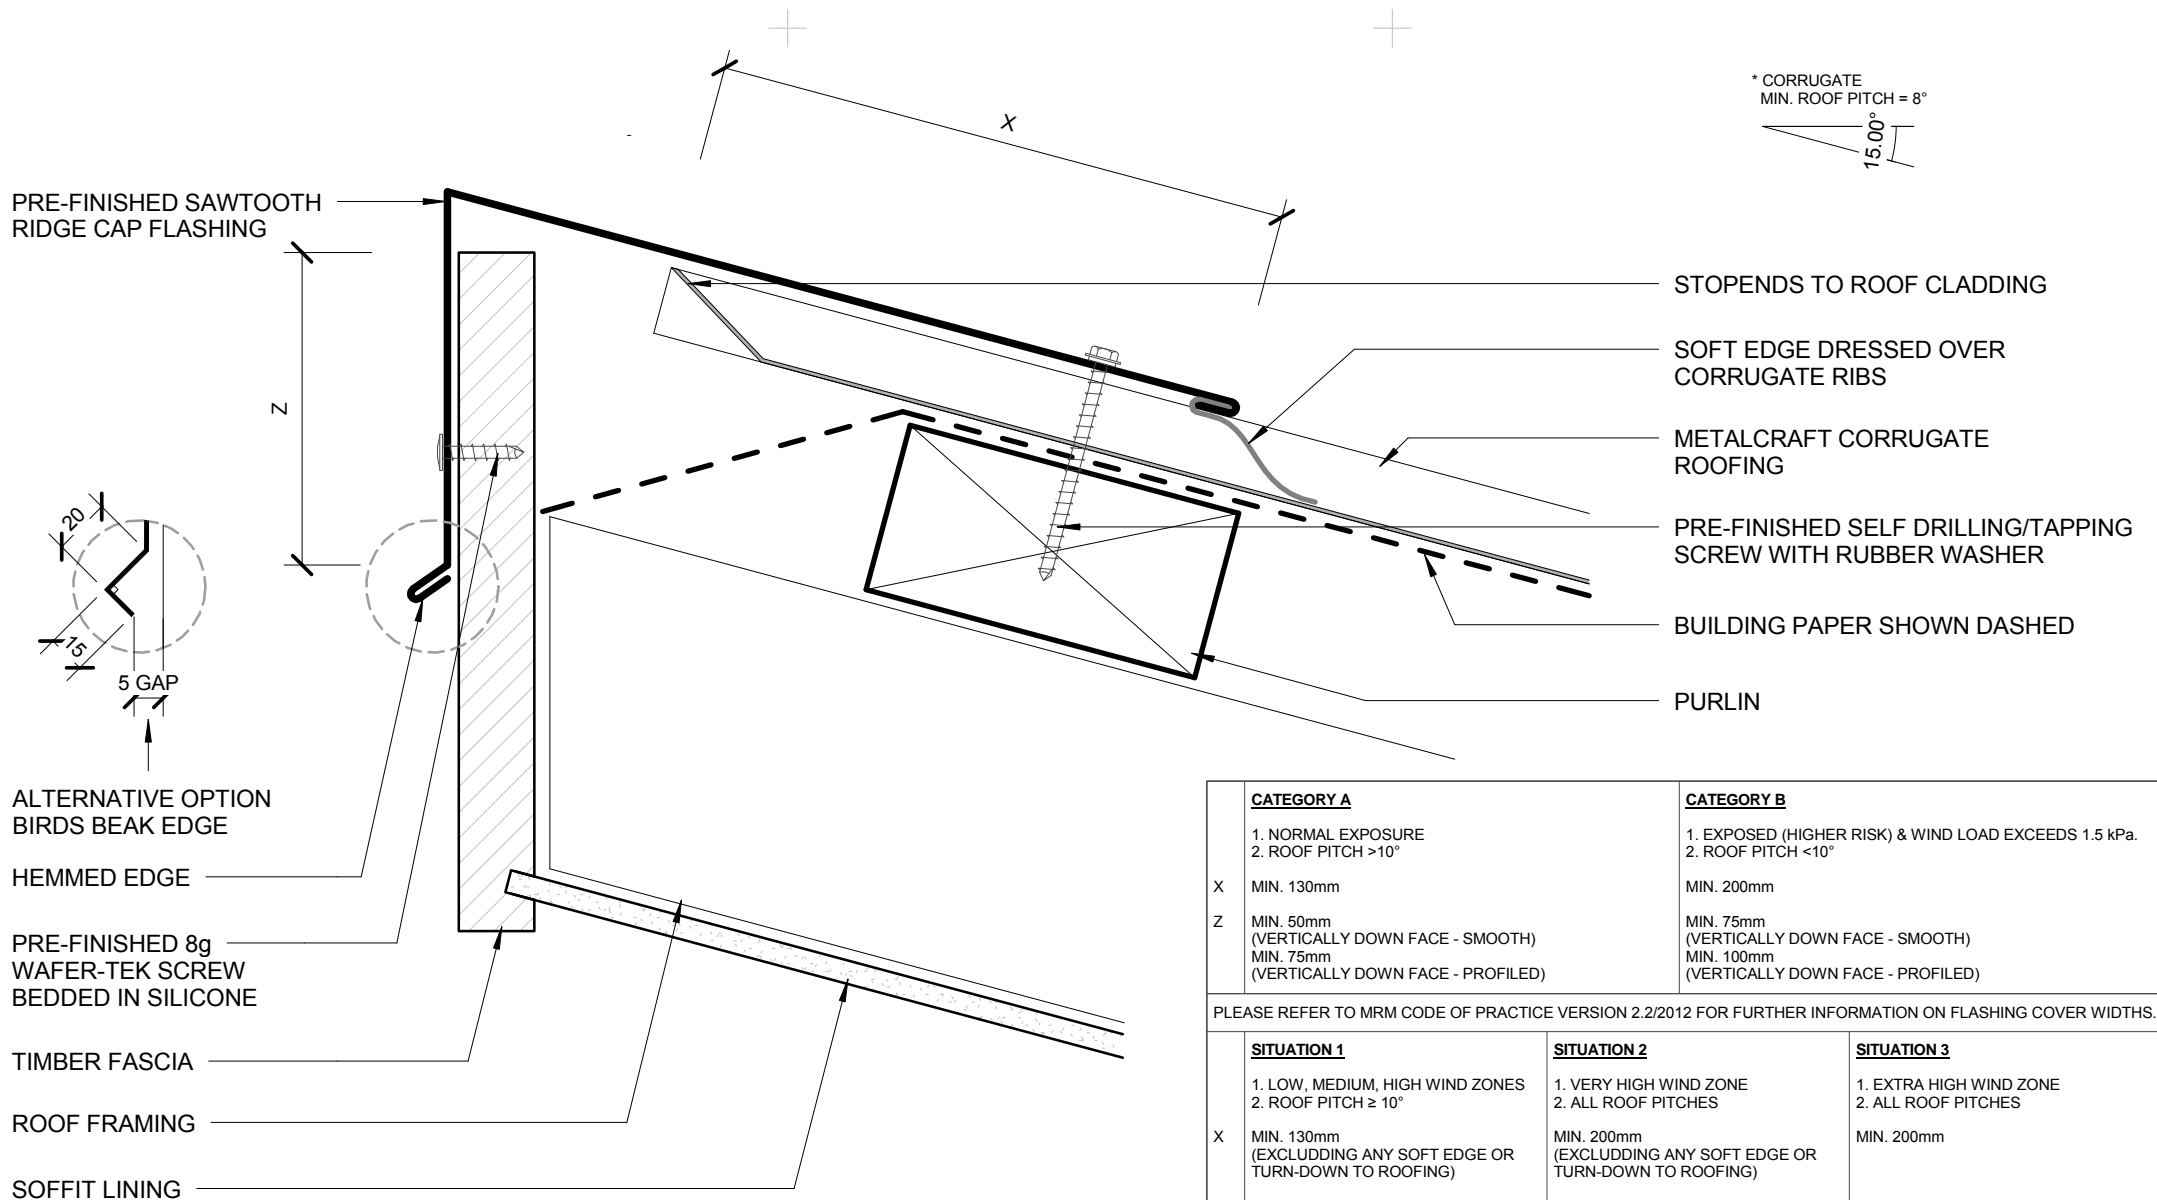 * CORRUGATE
MIN. ROOF PITCH = 8°
15.00°
X
PRE-FINISHED SAWTOOTH
RIDGE CAP FLASHING
Z
STOPENDS TO ROOF CLADDING
SOFT EDGE DRESSED OVER
CORRUGATE RIBS
METALCRAFT CORRUGATE
ROOFING
PRE-FINISHED SELF DRILLING/TAPPING
SCREW WITH RUBBER WASHER
BUILDING PAPER SHOWN DASHED
PURLIN
20
15
5 GAP
ALTERNATIVE OPTION
BIRDS BEAK EDGE
HEMMED EDGE
PRE-FINISHED 8g
WAFER-TEK SCREW
BEDDED IN SILICONE
TIMBER FASCIA
ROOF FRAMING
SOFFIT LINING
CATEGORY A
1. NORMAL EXPOSURE
2. ROOF PITCH >10°
CATEGORY B
1. EXPOSED (HIGHER RISK) & WIND LOAD EXCEEDS 1.5 kPa.
2. ROOF PITCH <10°
X
MIN. 130mm
MIN. 200mm
Z
MIN. 50mm
(VERTICALLY DOWN FACE - SMOOTH)
MIN. 75mm
(VERTICALLY DOWN FACE - PROFILED)
MIN. 75mm
(VERTICALLY DOWN FACE - SMOOTH)
MIN. 100mm
(VERTICALLY DOWN FACE - PROFILED)
PLEASE REFER TO MRM CODE OF PRACTICE VERSION 2.2/2012 FOR FURTHER INFORMATION ON FLASHING COVER WIDTHS.
SITUATION 1
1. LOW, MEDIUM, HIGH WIND ZONES
2. ROOF PITCH ≥ 10°
SITUATION 2
1. VERY HIGH WIND ZONE
2. ALL ROOF PITCHES
SITUATION 3
1. EXTRA HIGH WIND ZONE
2. ALL ROOF PITCHES
X
MIN. 130mm
(EXCLUDDING ANY SOFT EDGE OR
TURN-DOWN TO ROOFING)
MIN. 200mm
(EXCLUDDING ANY SOFT EDGE OR
TURN-DOWN TO ROOFING)
MIN. 200mm